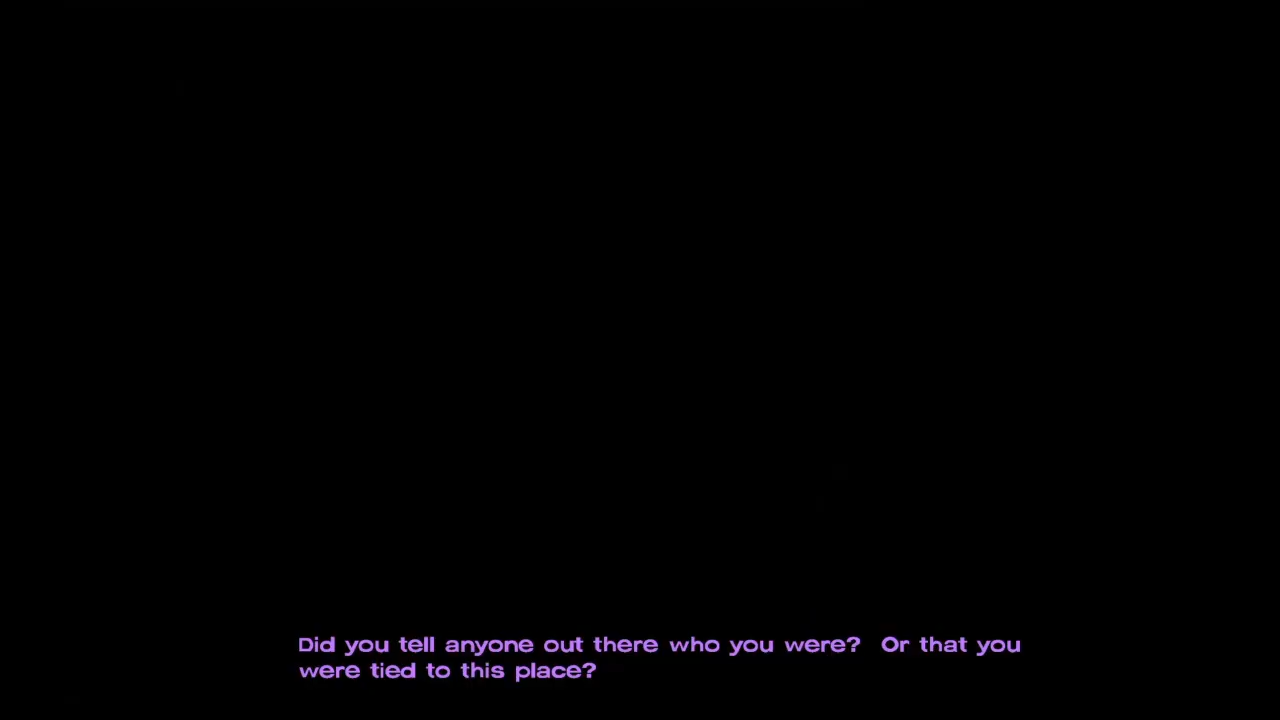 Did you tell anyone out there who you were?  Or that you
were tied to this place?